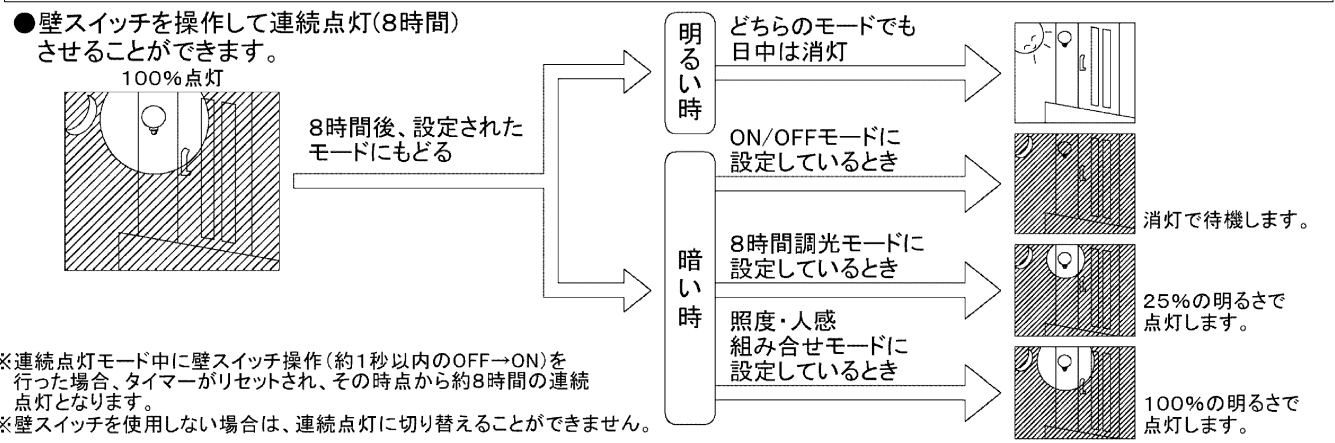 ●壁スイッチを操作して連続点灯(8時間)
させることができます。
100%点灯
8時間後、設定された
モードにもどる
明るい時
どちらのモードでも
日中は消灯
暗い時
ON/OFFモードに
設定しているとき
消灯で待機します。
8時間調光モードに
設定しているとき
25%の明るさで
点灯します。
照度・人感
組み合せモードに
設定しているとき
100%の明るさで
点灯します。
※連続点灯モード中に壁スイッチ操作(約1秒以内のOFF→ON)を
行った場合、タイマーがリセットされ、その時点から約8時間の連続
点灯となります。
※壁スイッチを使用しない場合は、連続点灯に切り替えることができません。